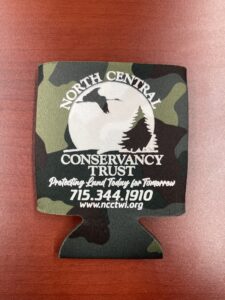 NORTH CENTRAL
CONSERVANCY
TRUST
Protecting Land Today for Tomorrow
715.344.1910
www.ncctwi.org